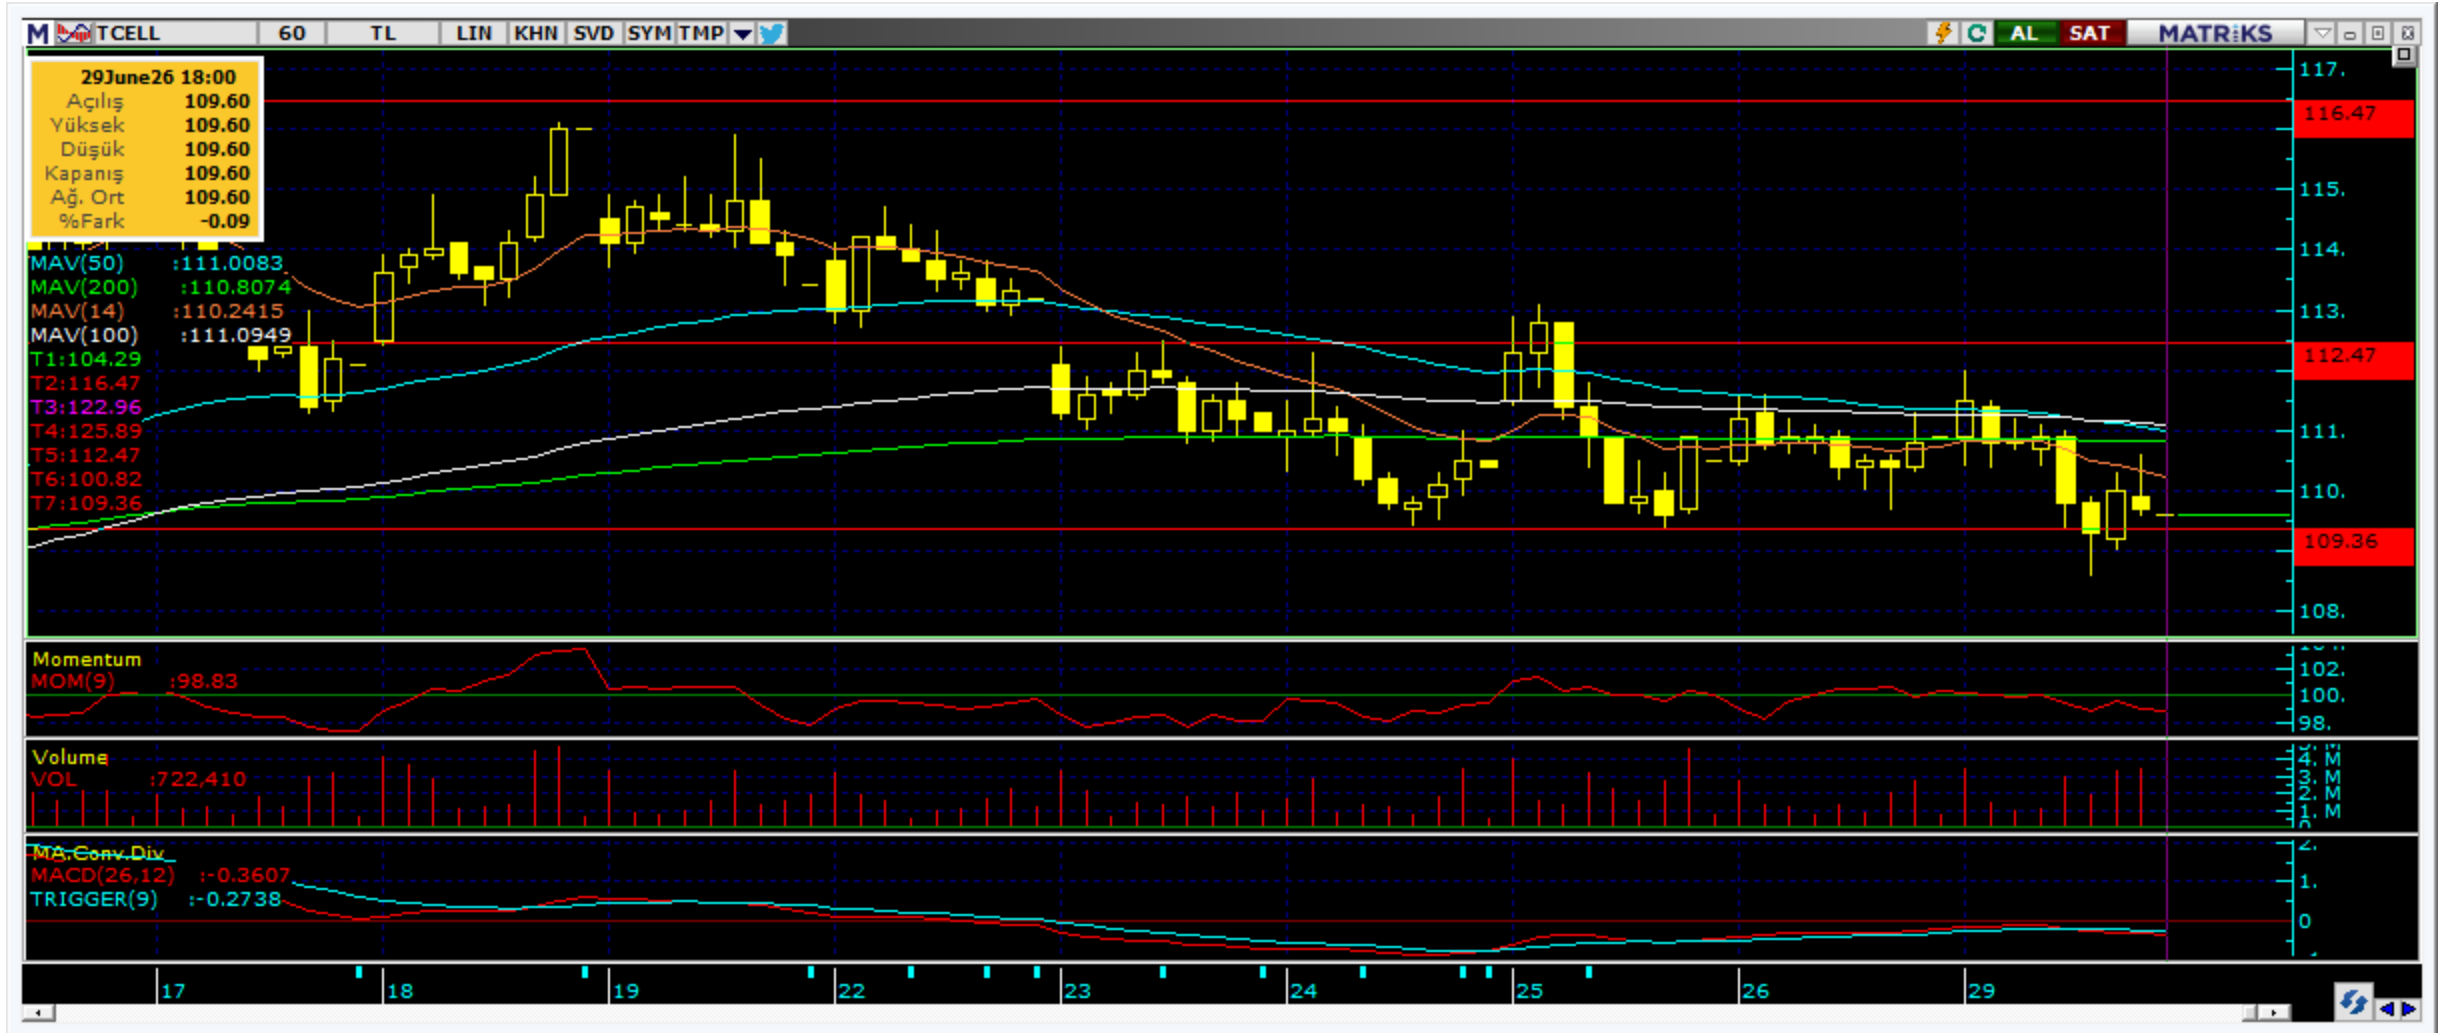 M TCELL 60 TL LIN KHN SVD SYM TMP AL SAT MATRiKS
29June26 18:00
Açılış 109.60
Yüksek 109.60
Düşük 109.60
Kapanış 109.60
Ağ. Ort 109.60
%Fark -0.09
MAV(50) :111.0083
MAV(200) :110.8074
MAV(14) :110.2415
MAV(100) :111.0949
T1:104.29
T2:116.47
T3:122.96
T4:125.89
T5:112.47
T6:100.82
T7:109.36
117.
116.47
115.
114.
113.
112.47
111.
110.
109.36
108.
Momentum
MOM(9) :98.83
102.
100.
98.
Volume
VOL :722,410
4. M
3. M
2. M
1. M
0
MA.Conv.Div
MACD(26,12) :-0.3607
TRIGGER(9) :-0.2738
2.
1.
0
17 18 19 22 23 24 25 26 29